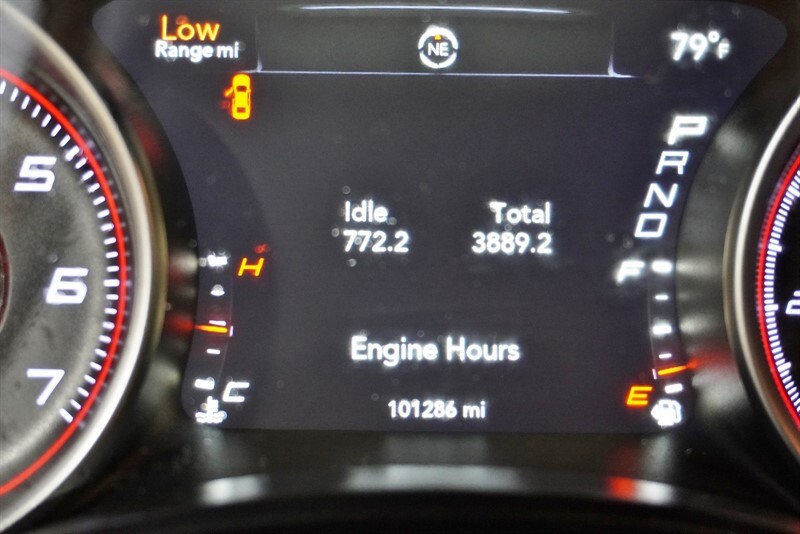 Low
Range mi
NE
79°F
P
R
N
D
Idle
772.2
Total
3889.2
H
C
F
E
Engine Hours
101286 mi
5
6
7